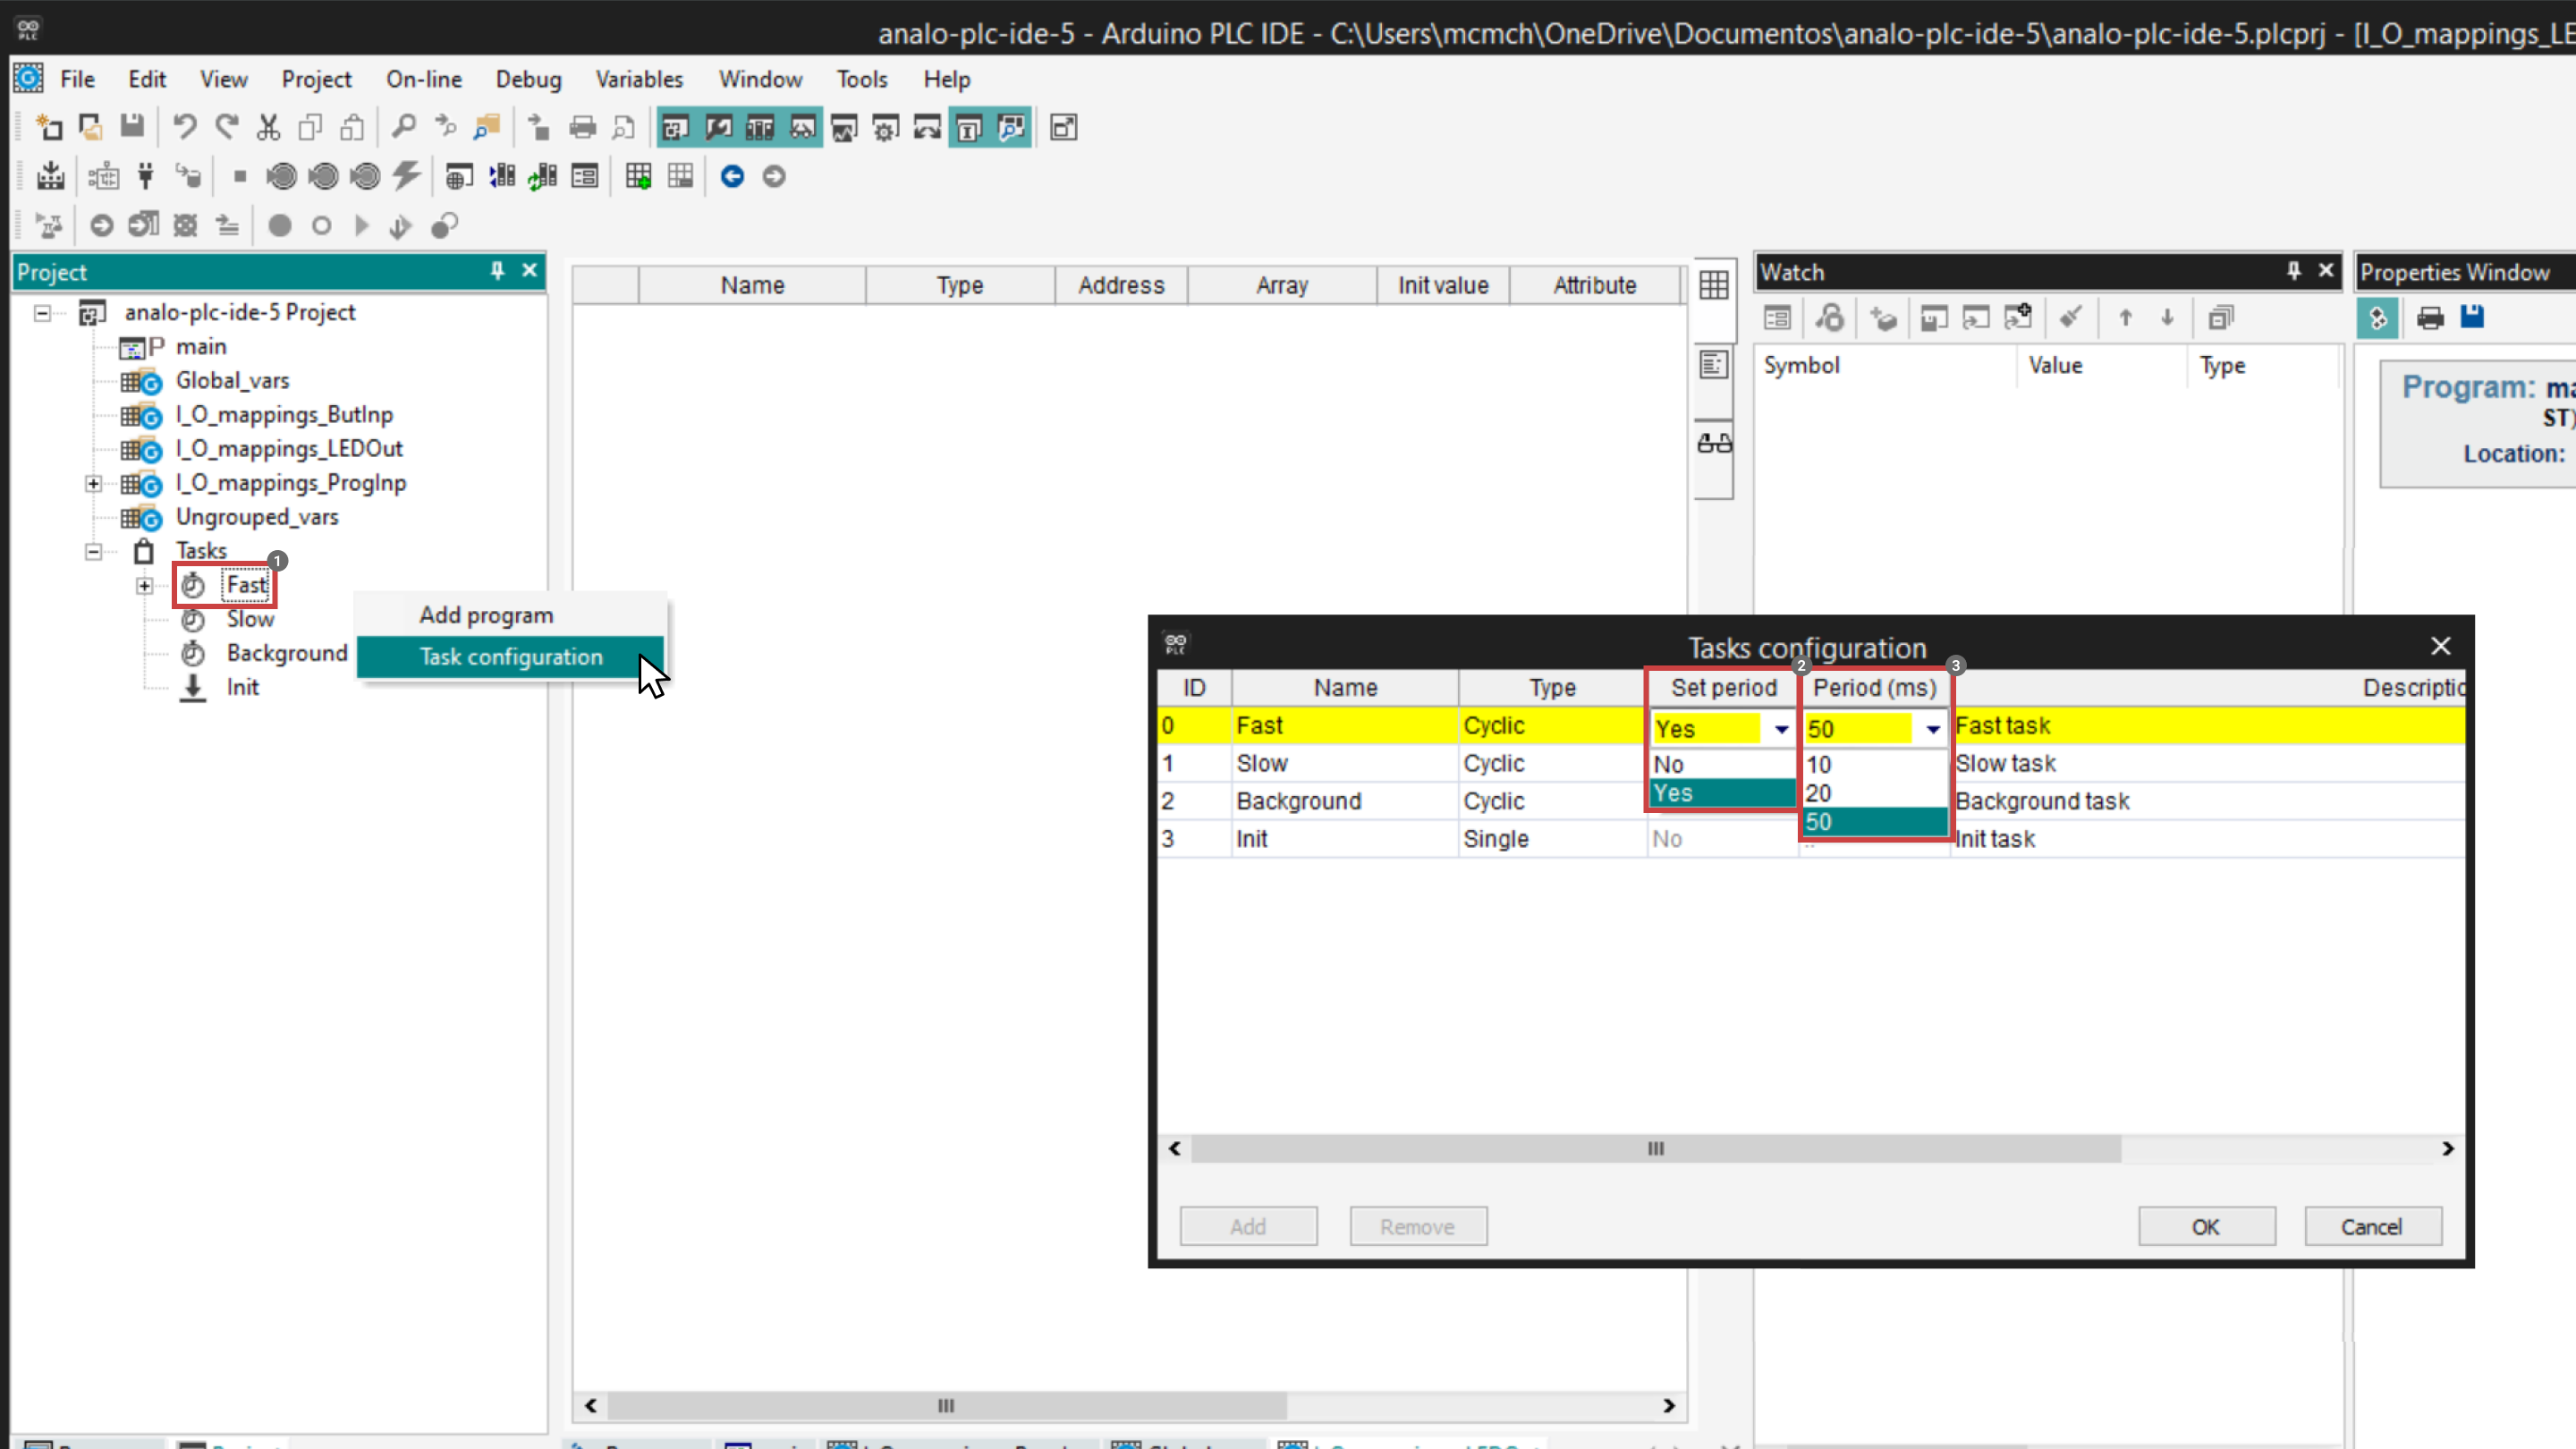 analo-plc-ide-5 - Arduino PLC IDE - C:\Users\mcmch\OneDrive\Documentos\analo-plc-ide-5\analo-plc-ide-5.plcprj - [I_O_mappings_LE
File Edit View Project On-line Debug Variables Window Tools Help
Project
analo-plc-ide-5 Project
main
Global_vars
I_O_mappings_ButInp
I_O_mappings_LEDOut
I_O_mappings_ProgInp
Ungrouped_vars
Tasks
1
Fast
Slow
Background
Init
Add program
Task configuration
Name Type Address Array Init value Attribute
Watch
Symbol Value Type
Properties Window
Program: ma
ST)
Location:
Tasks configuration
2 3
ID Name Type Set period Period (ms) Descriptio
0 Fast Cyclic Yes 50 Fast task
1 Slow Cyclic No 10 Slow task
2 Background Cyclic Yes 20 Background task
50
3 Init Single No .. Init task
Add Remove OK Cancel